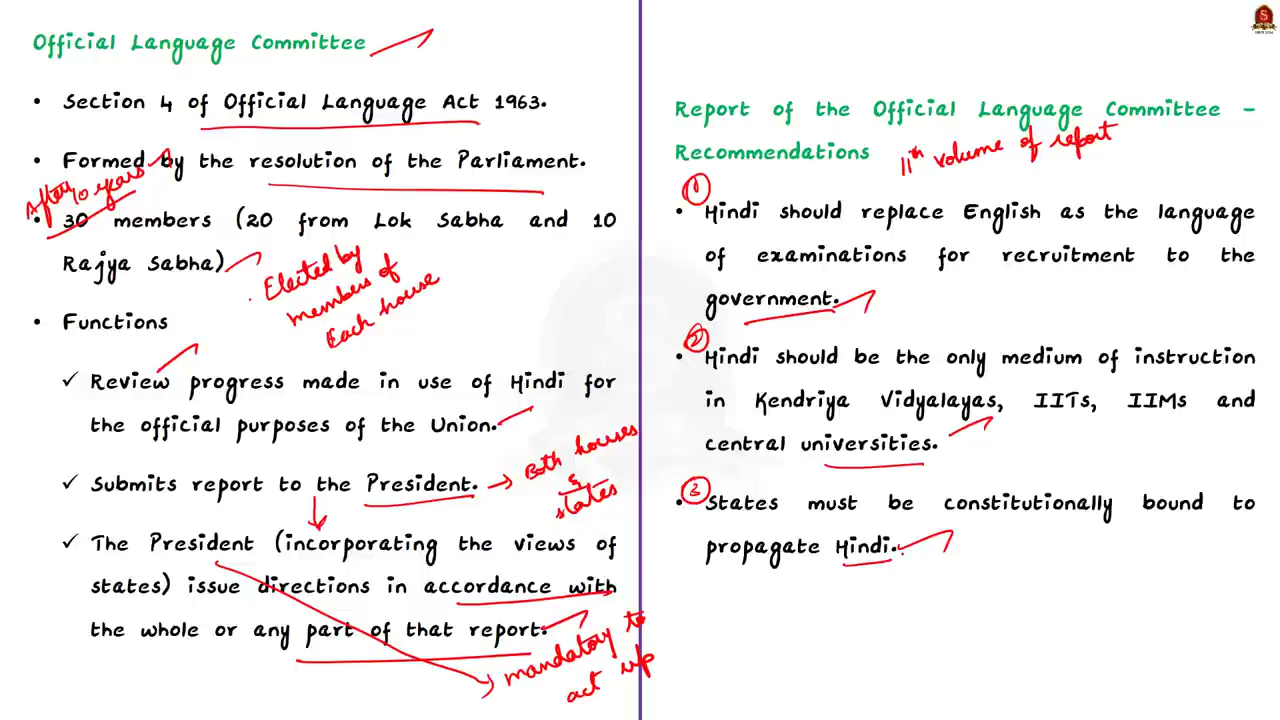 Official Language Committee
• Section 4 of Official Language Act 1963.
• Formed by the resolution of the Parliament.
After 10 years
• 30 members (20 from Lok Sabha and 10
Rajya Sabha)
Elected by
members of
Each house
• Functions
✓ Review progress made in use of Hindi for
the official purposes of the Union.
✓ Submits report to the President.
Both houses
&
states
✓ The President (incorporating the views of
states) issue directions in accordance with
the whole or any part of that report.
mandatory to
act up
Report of the Official Language Committee –
Recommendations
11th volume of report
①
• Hindi should replace English as the language
of examinations for recruitment to the
government.
②
• Hindi should be the only medium of instruction
in Kendriya Vidyalayas, IITs, IIMs and
central universities.
③
• States must be constitutionally bound to
propagate Hindi.